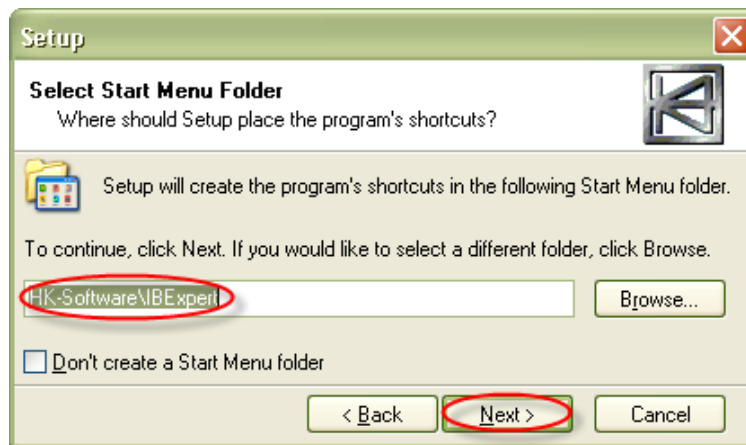 Setup
Select Start Menu Folder
Where should Setup place the program's shortcuts?
Setup will create the program's shortcuts in the following Start Menu folder.
To continue, click Next. If you would like to select a different folder, click Browse.
HK-Software\IBExpert
Browse...
Don't create a Start Menu folder
< Back
Next >
Cancel